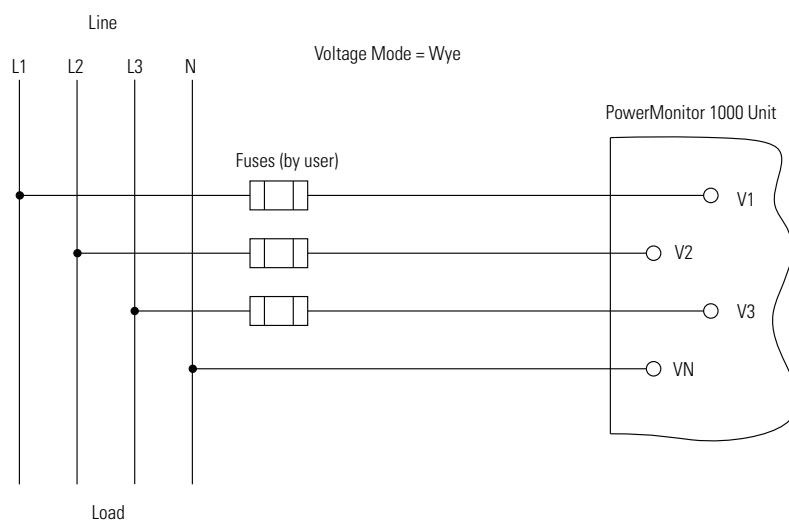 Line
Voltage Mode = Wye
L1 L2 L3 N
PowerMonitor 1000 Unit
Fuses (by user)
V1
V2
V3
VN
Load